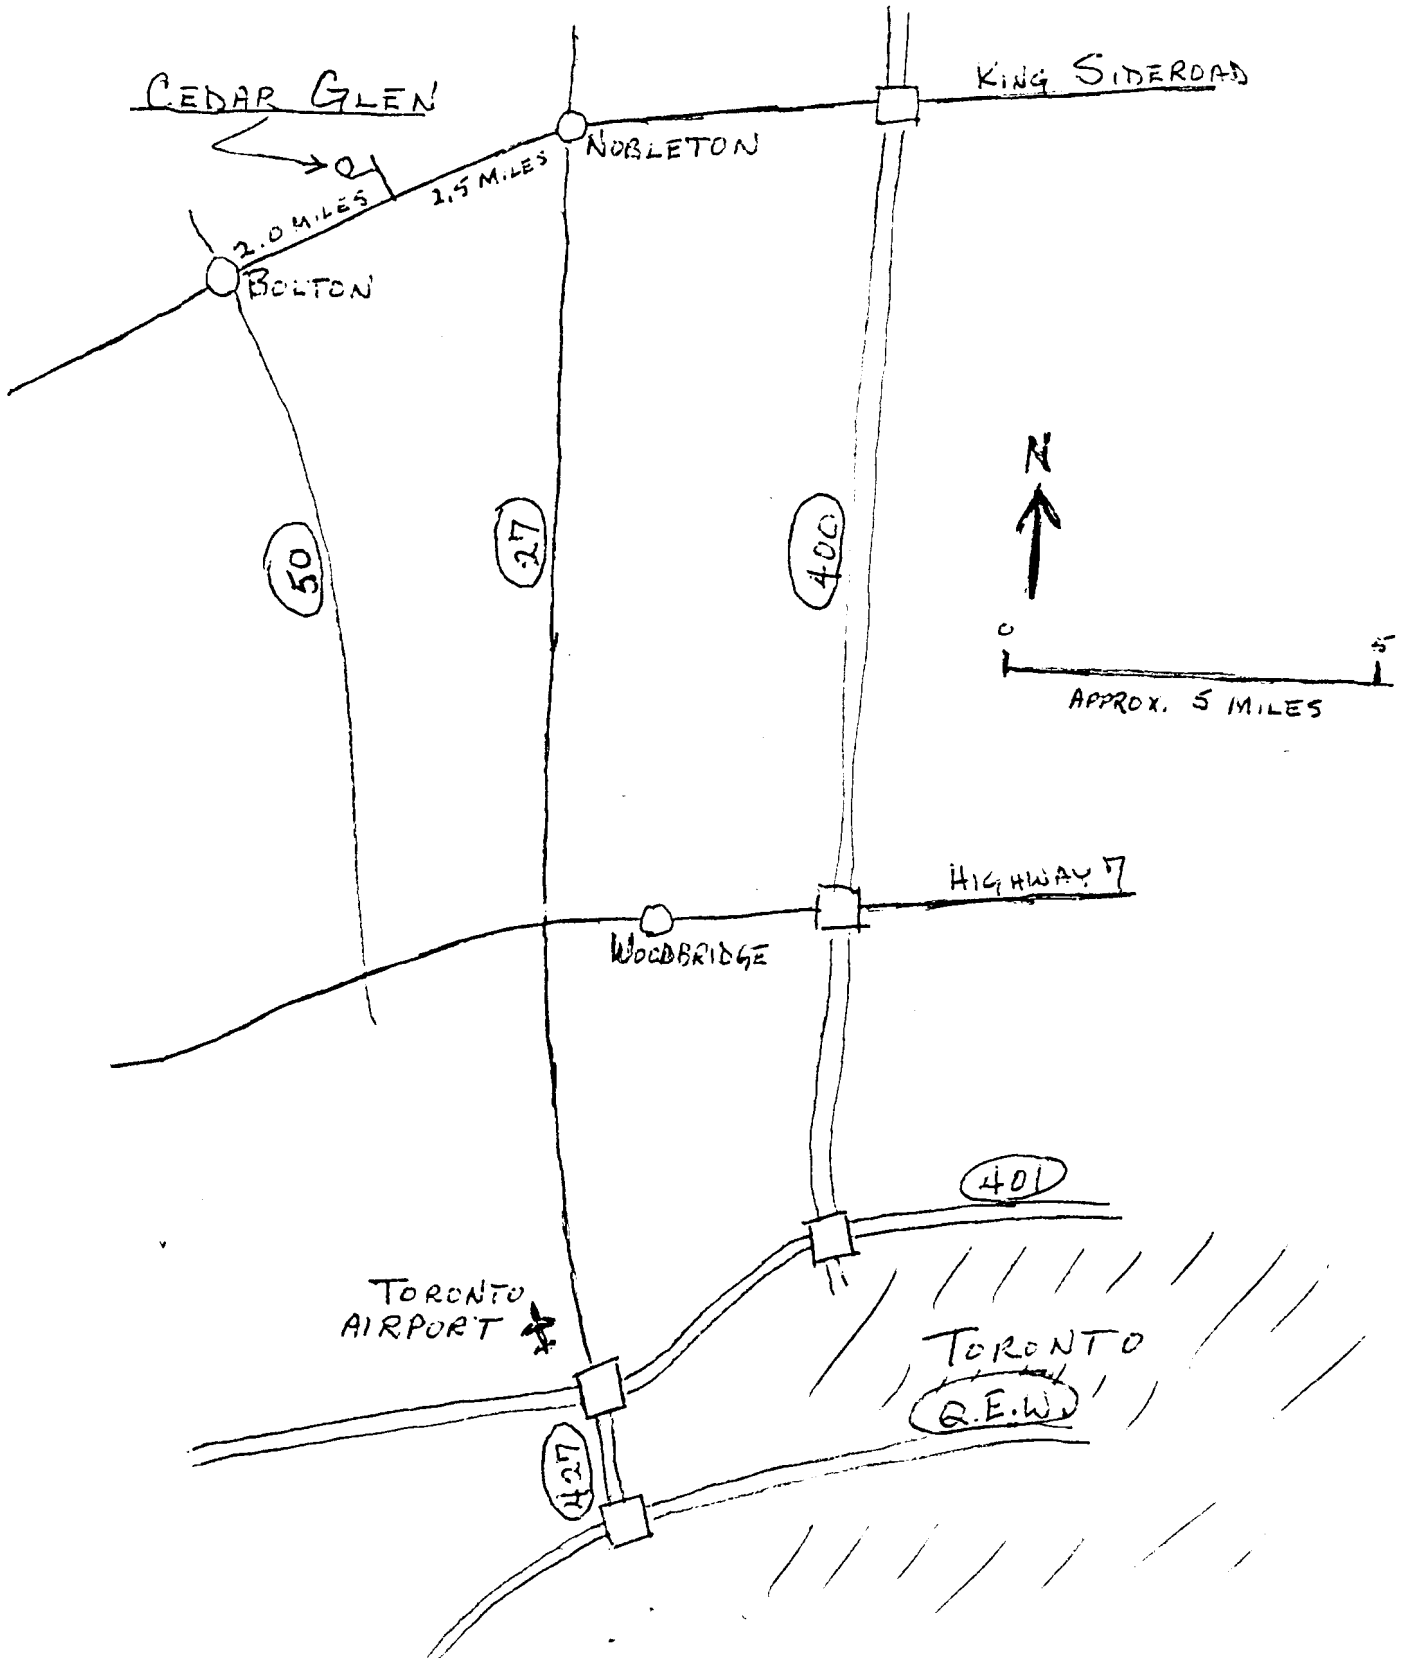 KING SIDEROAD
CEDAR GLEN
NOBLETON
2.5 MILES
2.0 MILES
BOLTON
N
50
27
400
0
5
APPROX. 5 MILES
HIGHWAY 7
WOODBRIDGE
401
TORONTO
AIRPORT
TORONTO
Q.E.W.
427